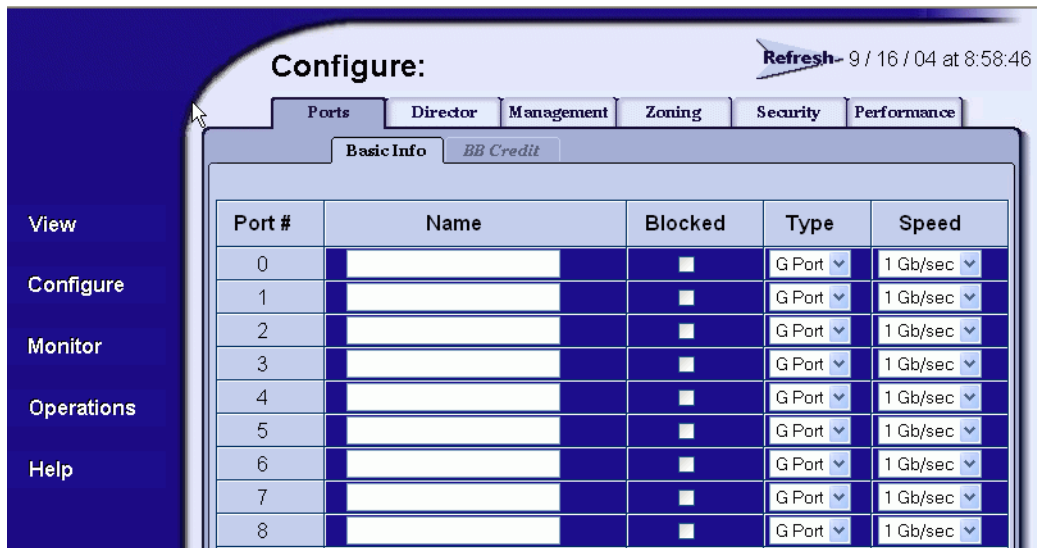 Configure:
Refresh- 9 / 16 / 04 at 8:58:46
Ports Director Management Zoning Security Performance
Basic Info BB Credit
View
Configure
Monitor
Operations
Help
Port # Name Blocked Type Speed
0 G Port 1 Gb/sec
1 G Port 1 Gb/sec
2 G Port 1 Gb/sec
3 G Port 1 Gb/sec
4 G Port 1 Gb/sec
5 G Port 1 Gb/sec
6 G Port 1 Gb/sec
7 G Port 1 Gb/sec
8 G Port 1 Gb/sec